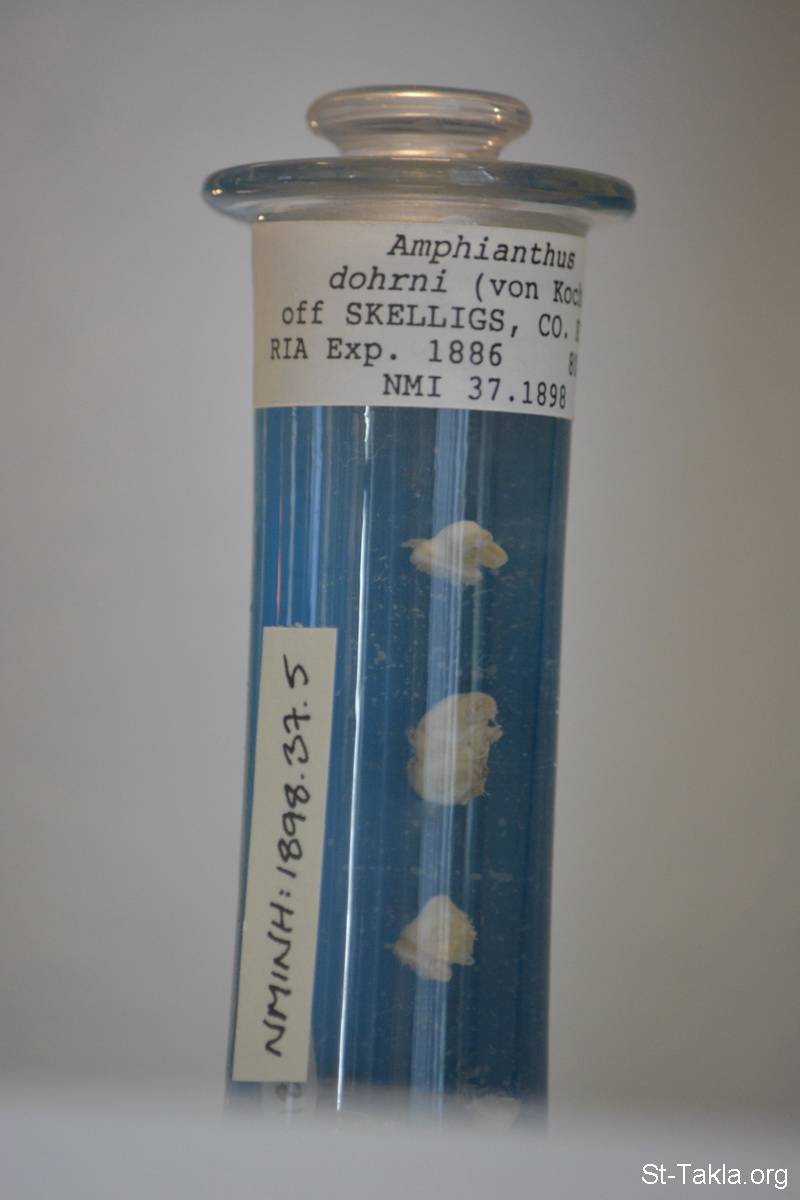 Amphianthus
dohrni (von Koch
off SKELLIGS, CO.
RIA Exp. 1886
NMI 37.1898
NMINH:1898.37.5
St-Takla.org